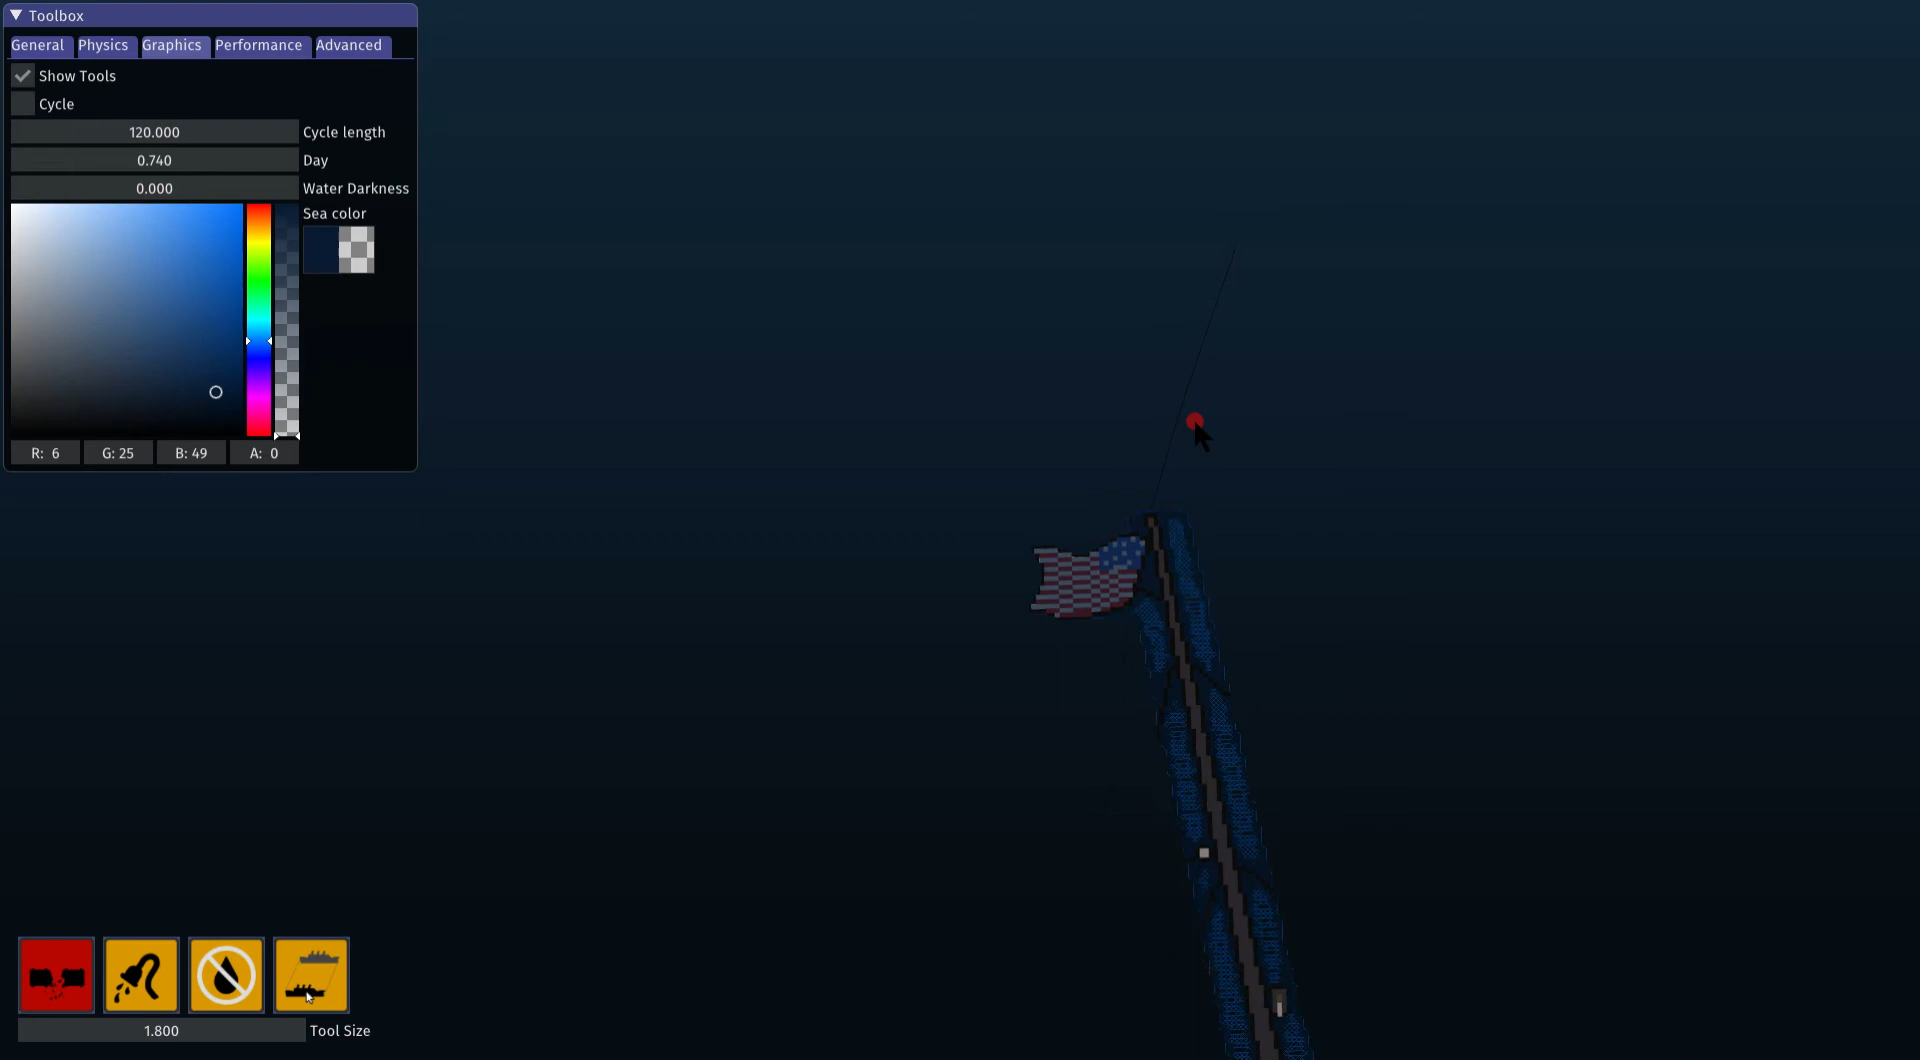 Toolbox
General Physics Graphics Performance Advanced
Show Tools
Cycle
120.000 Cycle length
0.740 Day
0.000 Water Darkness
Sea color
R: 6 G: 25 B: 49 A: 0
1.800 Tool Size